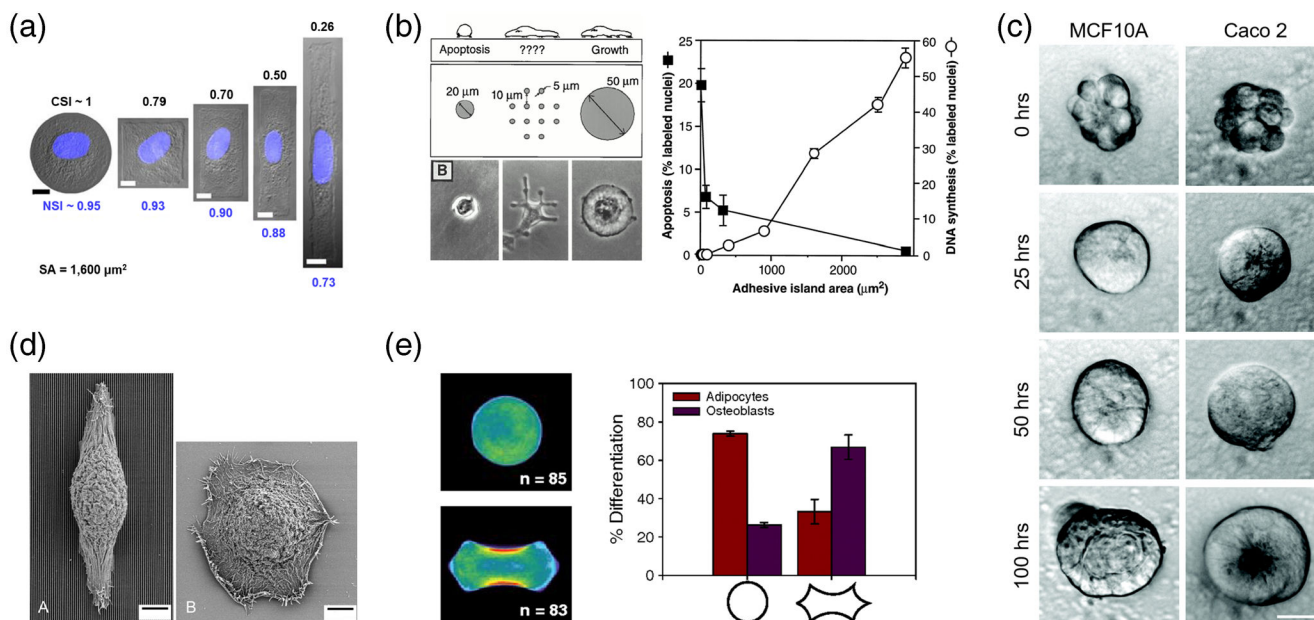 (a)
0.26
0.50
0.70
0.79
CSI ~ 1
NSI ~ 0.95
0.93
0.90
0.88
0.73
SA = 1,600 μm²
(b)
Apoptosis ???? Growth
20 μm
10 μm
5 μm
50 μm
B
Apoptosis (% labeled nuclei)
25
20
15
10
5
0
DNA synthesis (% labeled nuclei)
60
50
40
30
20
10
0
0 1000 2000
Adhesive island area (μm²)
(c)
MCF10A Caco 2
0 hrs
25 hrs
50 hrs
100 hrs
(d)
A
B
(e)
n = 85
n = 83
% Differentiation
100
80
60
40
20
0
Adipocytes
Osteoblasts